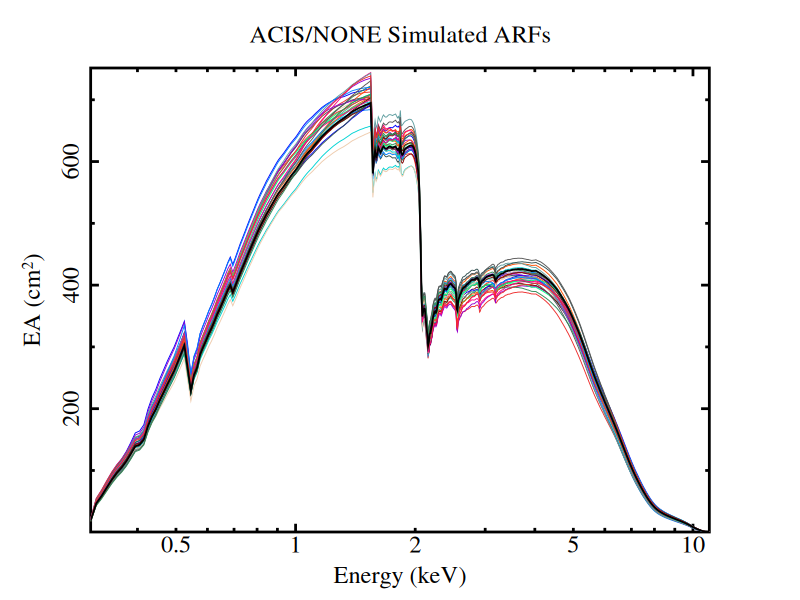 ACIS/NONE Simulated ARFs
600
400
200
EA (cm²)
0.5 1 2 5 10
Energy (keV)